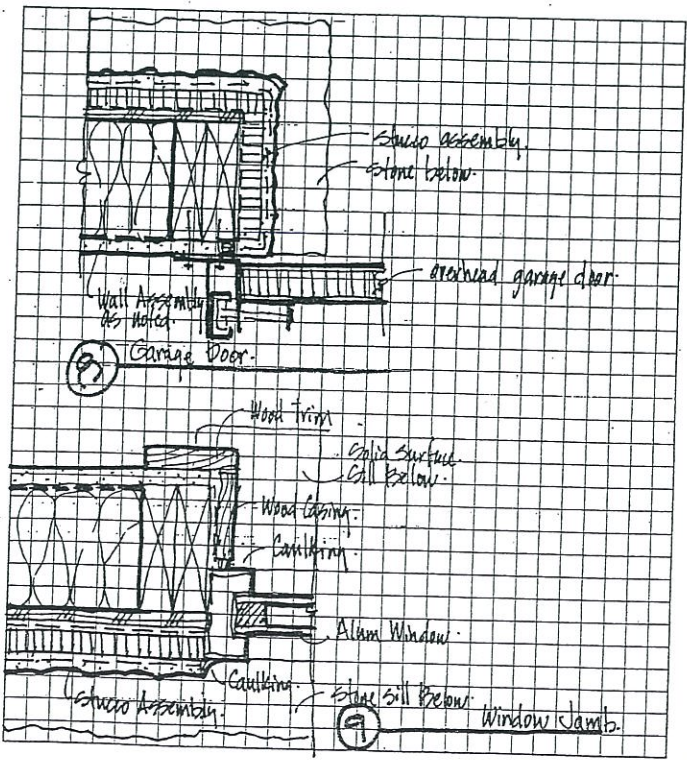 Stucco assembly.
Stone below.
overhead garage door.
Wall Assembly
as noted.
8
Garage Door.
Wood Trim
Solid Surface
Sill Below.
Wood Casing.
Caulking
Alum Window.
Caulking.
Stucco Assembly.
Stone Sill Below.
9
Window Jamb.